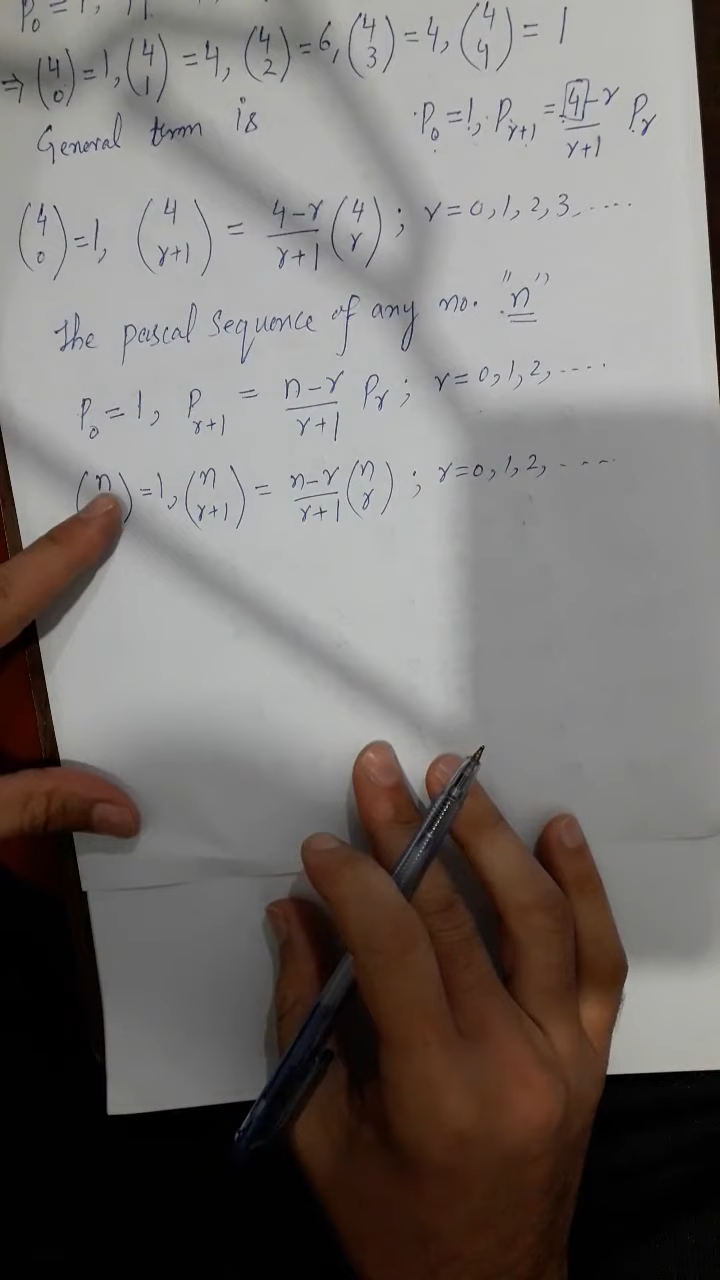 P₀ = 1,
⇒ (4 0) = 1, (4 1) = 4, (4 2) = 6, (4 3) = 4, (4 4) = 1
General term is P₀ = 1, P_{r+1} = (4-r)/(r+1) P_r
(4 0) = 1, (4 r+1) = (4-r)/(r+1) (4 r) ; r = 0, 1, 2, 3, ....
The pascal sequence of any no. "n"
P₀ = 1, P_{r+1} = (n-r)/(r+1) P_r ; r = 0, 1, 2, ....
(n = 1, (n r+1) = (n-r)/(r+1) (n r) ; r = 0, 1, 2, ....